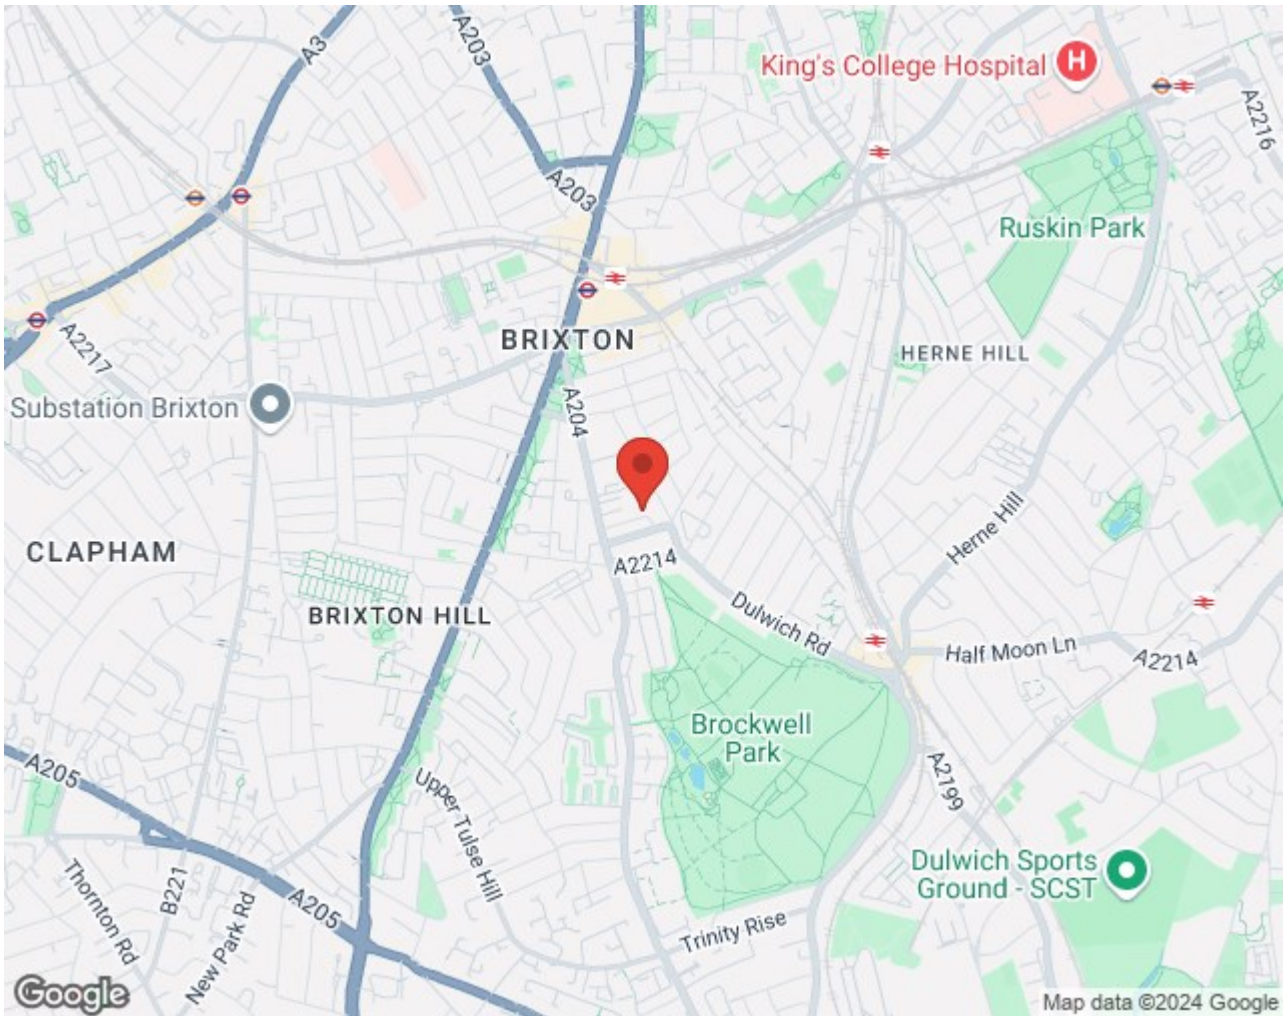 A3
A203
King's College Hospital
H
A2216
A203
Ruskin Park
A2217
BRIXTON
HERNE HILL
Substation Brixton
A204
CLAPHAM
A2214
Herne Hill
BRIXTON HILL
Dulwich Rd
Half Moon Ln
A2214
Brockwell
Park
A205
Upper Tulse Hill
A2199
Thornton Rd
B221
New Park Rd
A205
Dulwich Sports
Ground - SCST
Trinity Rise
Google
Map data ©2024 Google